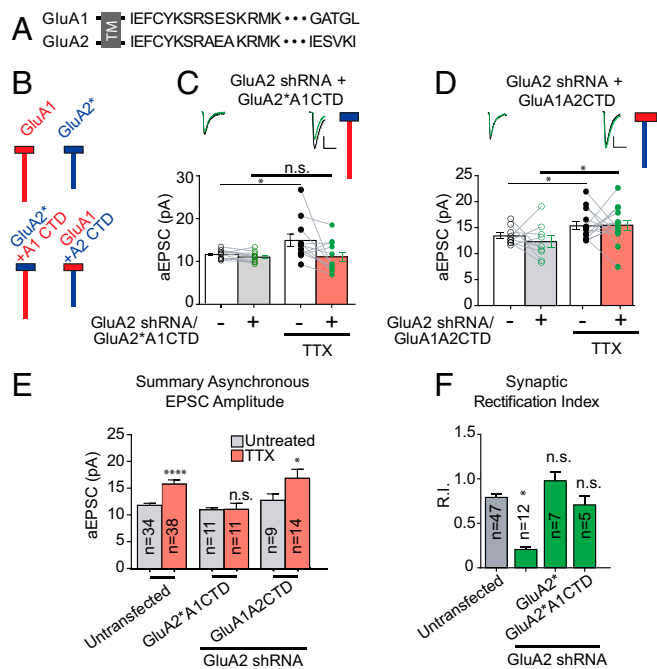 A
GluA1 IEFCYKSRSESKRMK ••• GATGL
TM
GluA2 IEFCYKSRAEAKRMK ••• IESVKI
B
GluA1
GluA2*
GluA2*
+A1 CTD
GluA1
+A2 CTD
C
GluA2 shRNA +
GluA2*A1CTD
n.s.
*
aEPSC (pA)
30
20
10
0
- + - +
GluA2 shRNA/
GluA2*A1CTD
TTX
D
GluA2 shRNA +
GluA1A2CTD
*
*
aEPSC (pA)
25
20
15
10
5
0
- + - +
GluA2 shRNA/
GluA1A2CTD
TTX
E
Summary Asynchronous
EPSC Amplitude
Untreated
TTX
aEPSC (pA)
25
20
15
10
5
0
****
n.s.
*
n=34
n=38
n=11
n=11
n=9
n=14
Untransfected
GluA2*A1CTD
GluA1A2CTD
GluA2 shRNA
F
Synaptic
Rectification Index
R.I.
1.5
1.0
0.5
0.0
n.s.
n.s.
n=47
n=12 *
n=7
n=5
Untransfected
GluA2*
GluA2*A1CTD
GluA2 shRNA